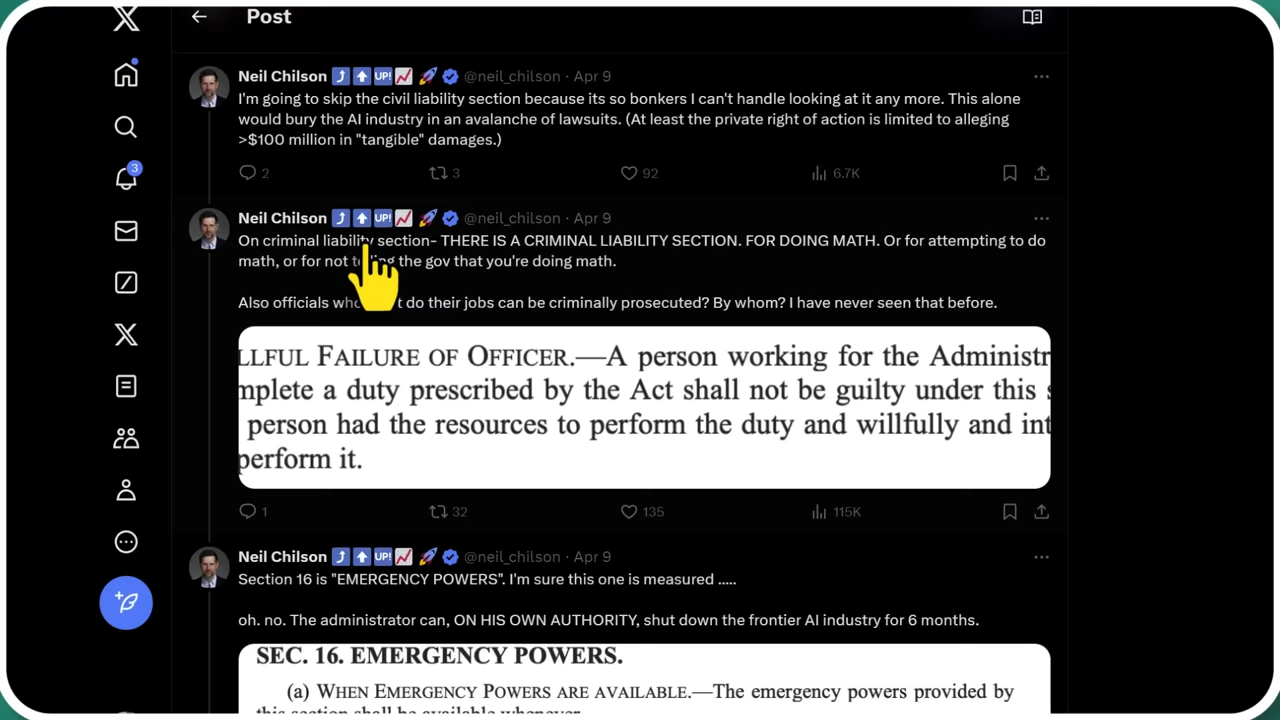 Post
Neil Chilson UP! @neil_chilson · Apr 9
I'm going to skip the civil liability section because its so bonkers I can't handle looking at it any more. This alone
would bury the AI industry in an avalanche of lawsuits. (At least the private right of action is limited to alleging
>$100 million in "tangible" damages.)
2 3 92 6.7K
3
Neil Chilson UP! @neil_chilson · Apr 9
On criminal liability section- THERE IS A CRIMINAL LIABILITY SECTION. FOR DOING MATH. Or for attempting to do
math, or for not the gov that you're doing math.
Also officials do their jobs can be criminally prosecuted? By whom? I have never seen that before.
LLFUL FAILURE OF OFFICER.—A person working for the Administr
mplete a duty prescribed by the Act shall not be guilty under this s
person had the resources to perform the duty and willfully and int
perform it.
1 32 135 115K
Neil Chilson UP! @neil_chilson · Apr 9
Section 16 is "EMERGENCY POWERS". I'm sure this one is measured .....
oh. no. The administrator can, ON HIS OWN AUTHORITY, shut down the frontier AI industry for 6 months.
SEC. 16. EMERGENCY POWERS.
(a) WHEN EMERGENCY POWERS ARE AVAILABLE.—The emergency powers provided by
this section shall be available whenever